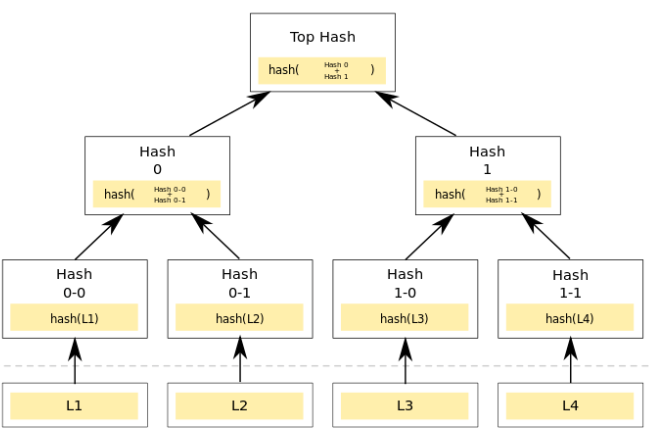 Top Hash
hash( Hash 0 + Hash 1 )
Hash 0
hash( Hash 0-0 + Hash 0-1 )
Hash 1
hash( Hash 1-0 + Hash 1-1 )
Hash 0-0
hash(L1)
Hash 0-1
hash(L2)
Hash 1-0
hash(L3)
Hash 1-1
hash(L4)
L1
L2
L3
L4